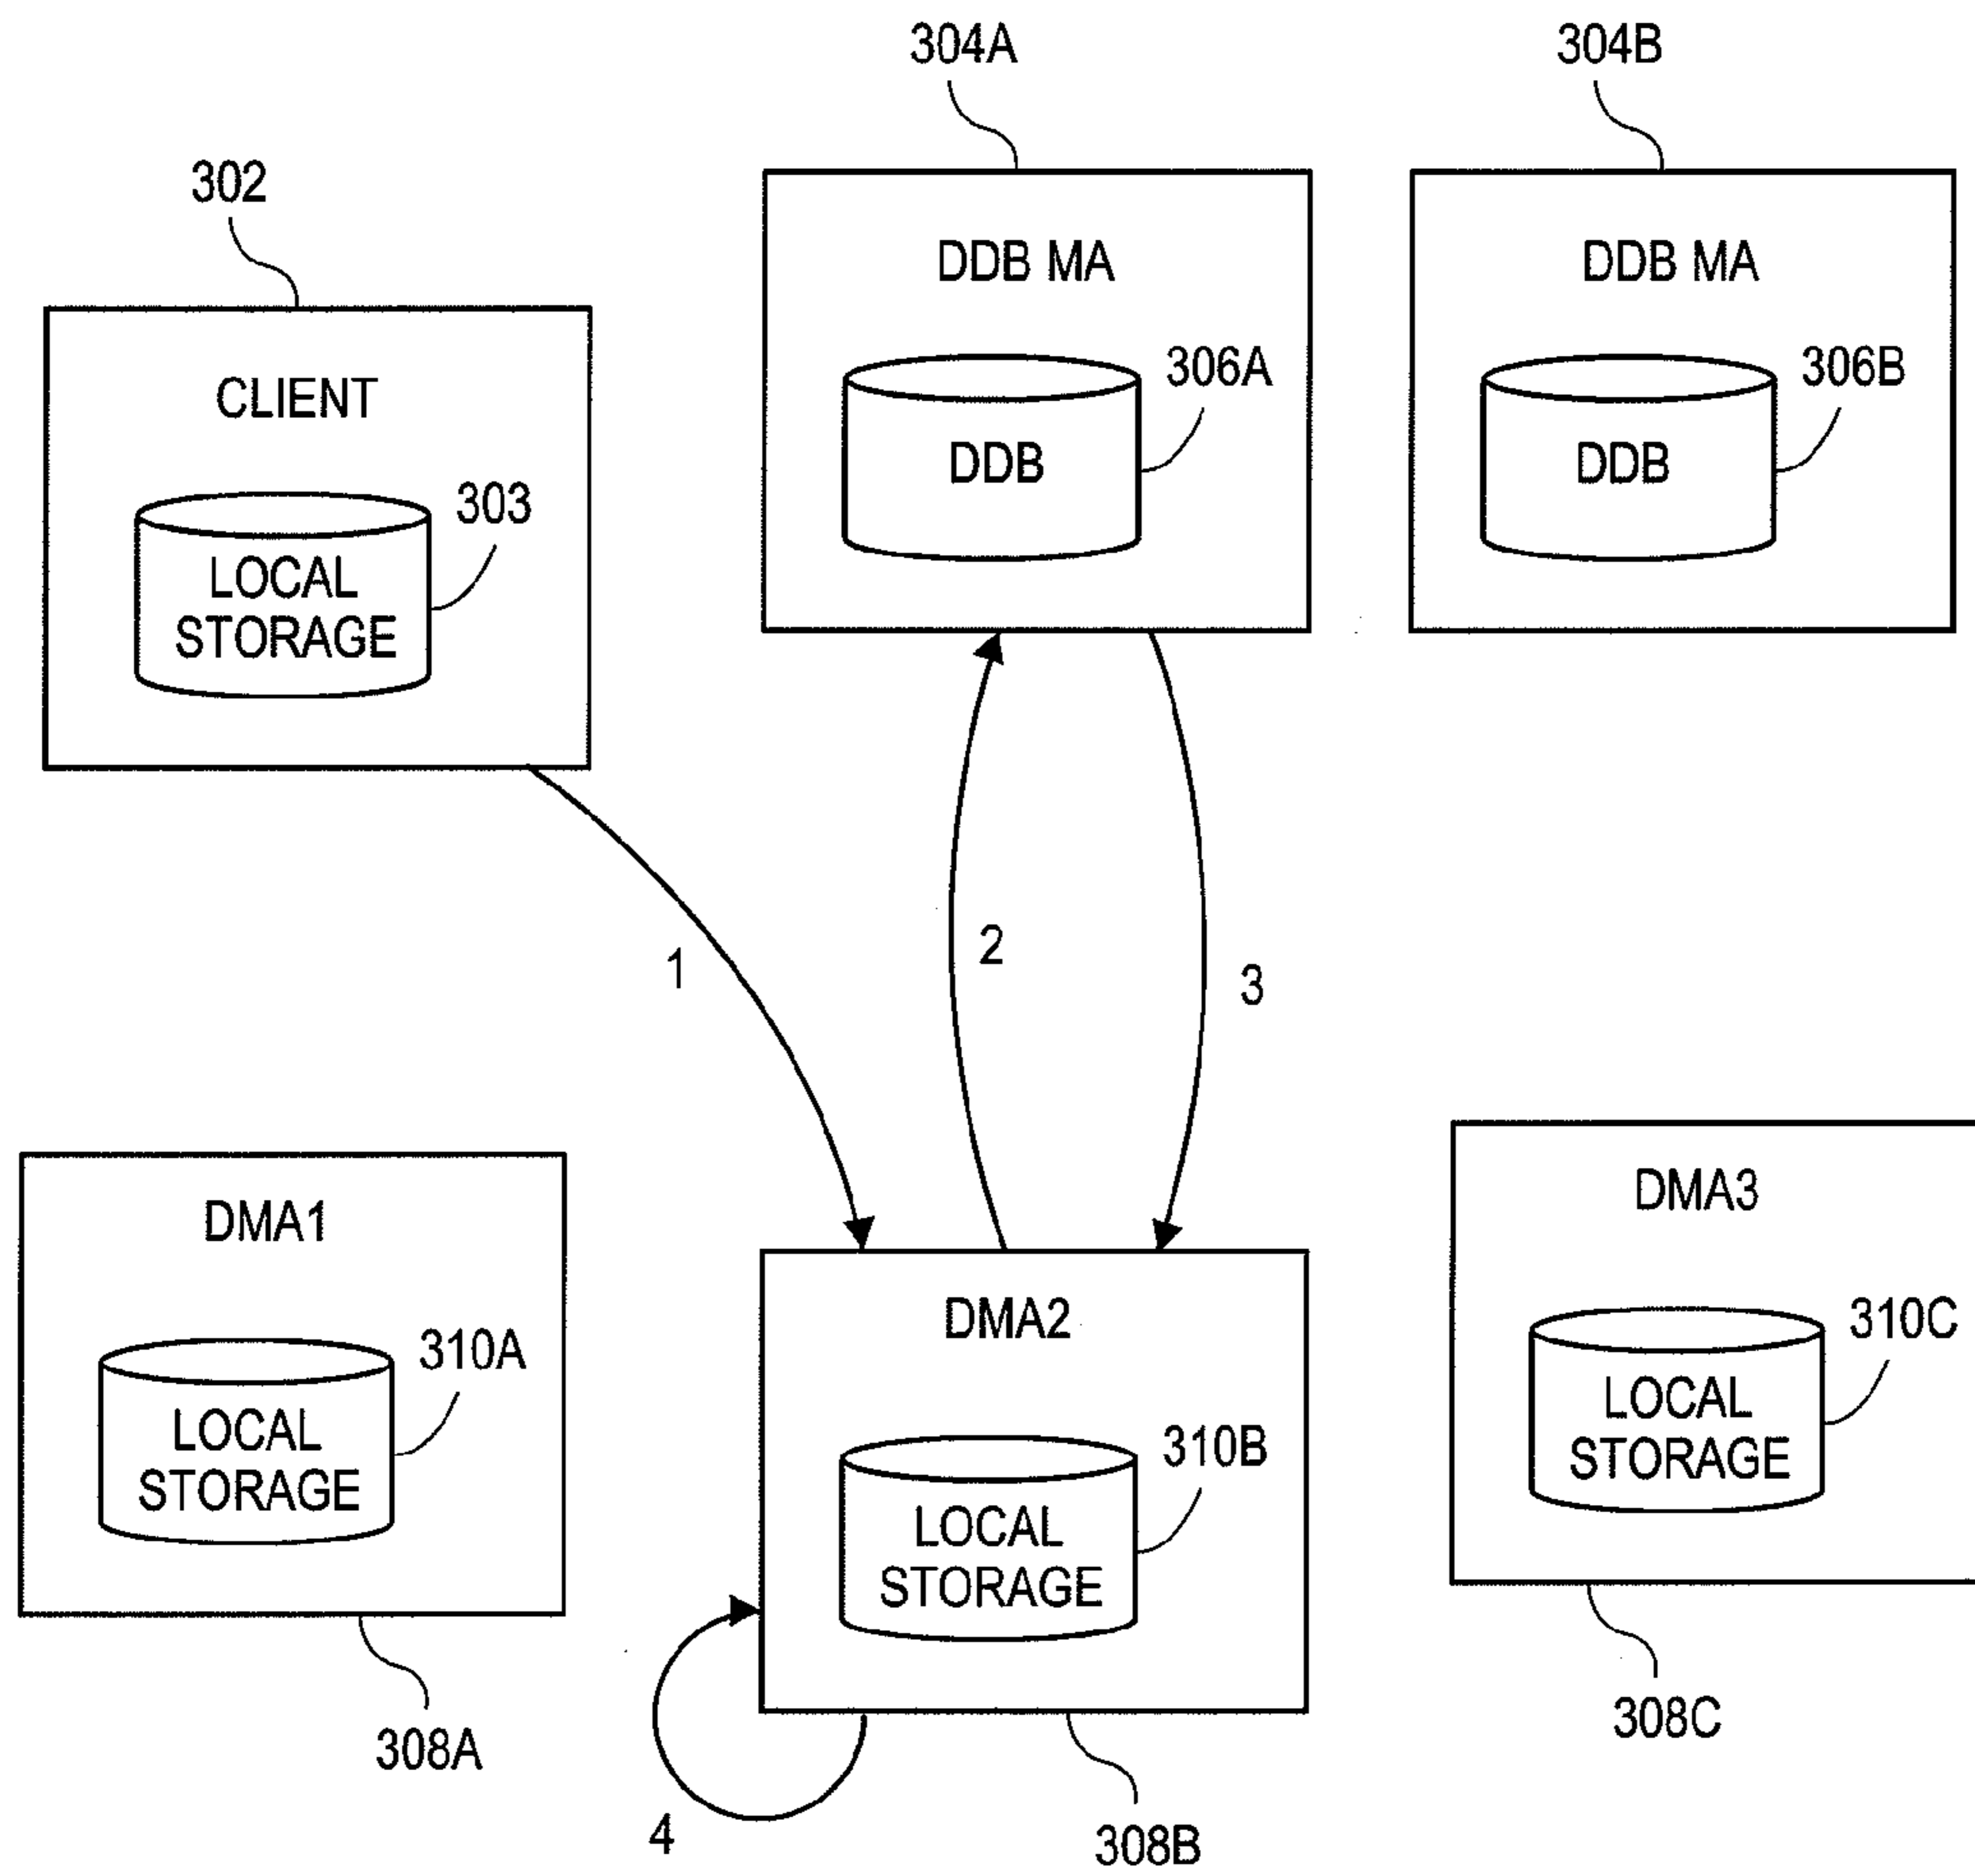 304A
304B
302
DDB MA
DDB MA
306A
306B
CLIENT
DDB
DDB
303
LOCAL
STORAGE
1
2
3
DMA1
DMA2
DMA3
310A
310B
310C
LOCAL
STORAGE
LOCAL
STORAGE
LOCAL
STORAGE
308A
4
308B
308C